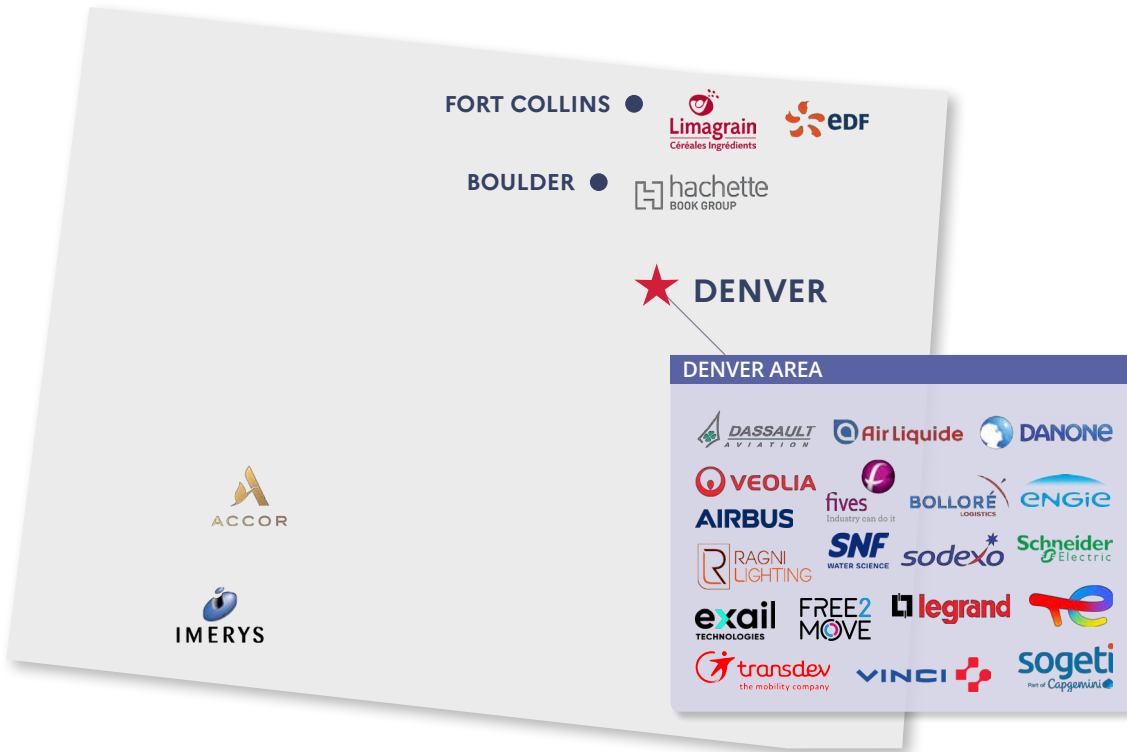 FORT COLLINS
Limagrain
Céréales Ingrédients
eDF
BOULDER
hachette
BOOK GROUP
DENVER
DENVER AREA
DASSAULT
AVIATION
Air Liquide
DANONE
VEOLIA
fives
Industry can do it
BOLLORÉ
LOGISTICS
ENGIE
AIRBUS
RAGNI
LIGHTING
SNF
WATER SCIENCE
sodexo
Schneider
Electric
exail
TECHNOLOGIES
FREE2
MOVE
legrand
transdev
the mobility company
VINCI
sogeti
Part of Capgemini
ACCOR
IMERYS